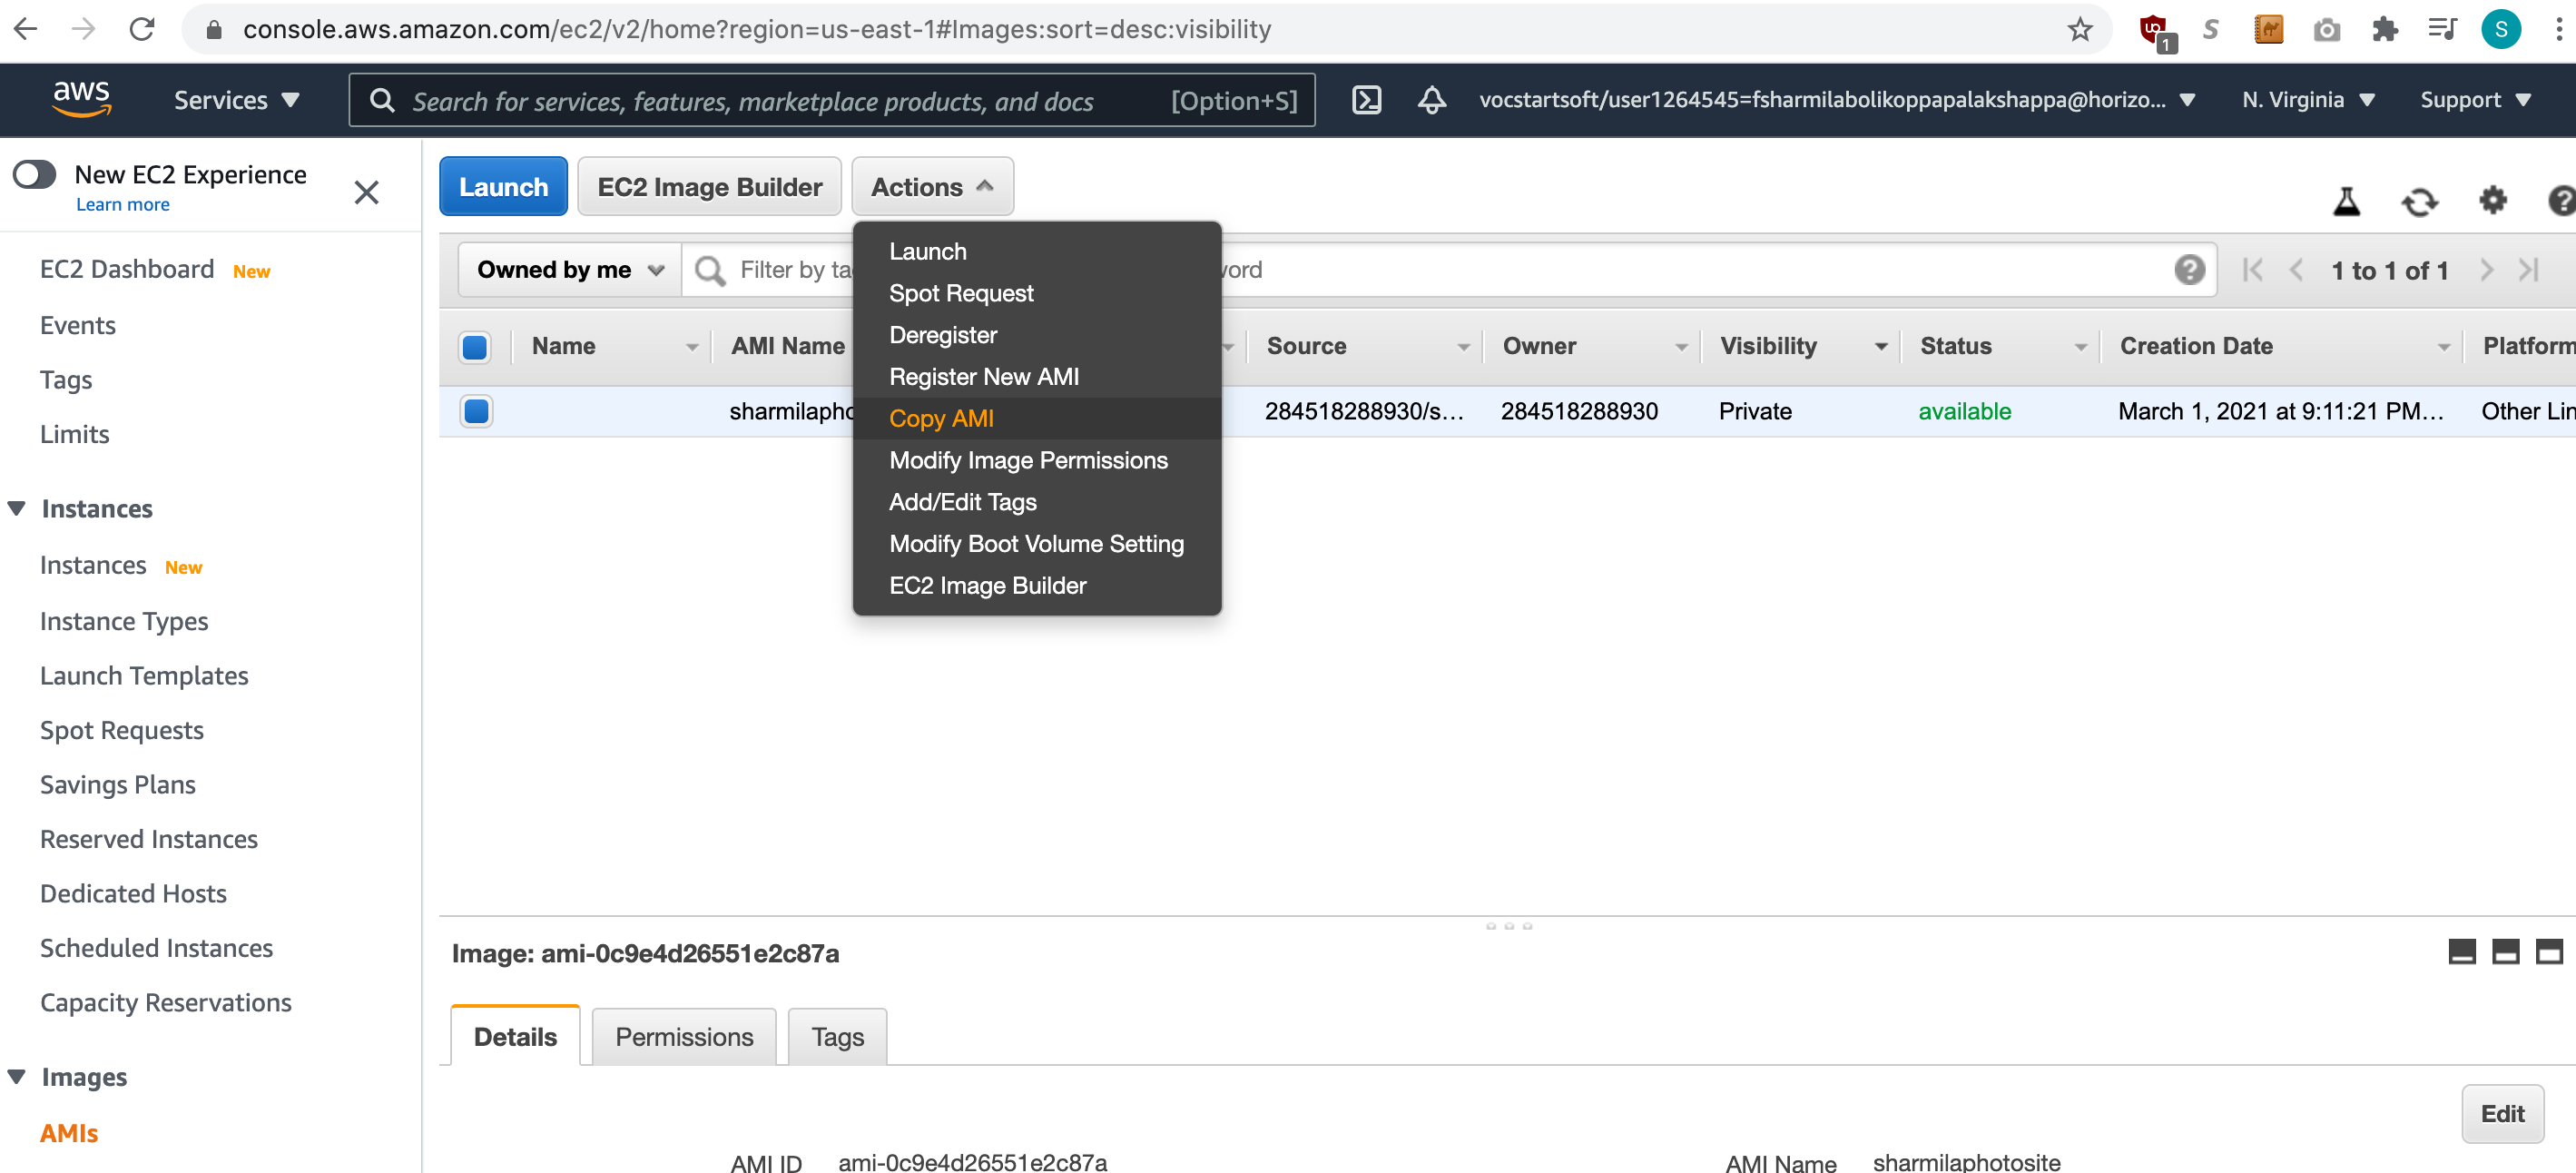 console.aws.amazon.com/ec2/v2/home?region=us-east-1#Images:sort=desc:visibility
1
S
S
aws
Services
Search for services, features, marketplace products, and docs
[Option+S]
vocstartsoft/user1264545=fsharmilabolikoppapalakshappa@horizo...
N. Virginia
Support
New EC2 Experience
Learn more
EC2 Dashboard New
Events
Tags
Limits
Instances
Instances New
Instance Types
Launch Templates
Spot Requests
Savings Plans
Reserved Instances
Dedicated Hosts
Scheduled Instances
Capacity Reservations
Images
AMIs
Launch
EC2 Image Builder
Actions
Launch
Spot Request
Deregister
Register New AMI
Copy AMI
Modify Image Permissions
Add/Edit Tags
Modify Boot Volume Setting
EC2 Image Builder
Owned by me
Filter by ta
word
1 to 1 of 1
Name
AMI Name
Source
Owner
Visibility
Status
Creation Date
Platform
sharmilaphoto
284518288930/s...
284518288930
Private
available
March 1, 2021 at 9:11:21 PM...
Other Lin
Image: ami-0c9e4d26551e2c87a
Details
Permissions
Tags
Edit
AMI ID ami-0c9e4d26551e2c87a
AMI Name sharmilaphotosite